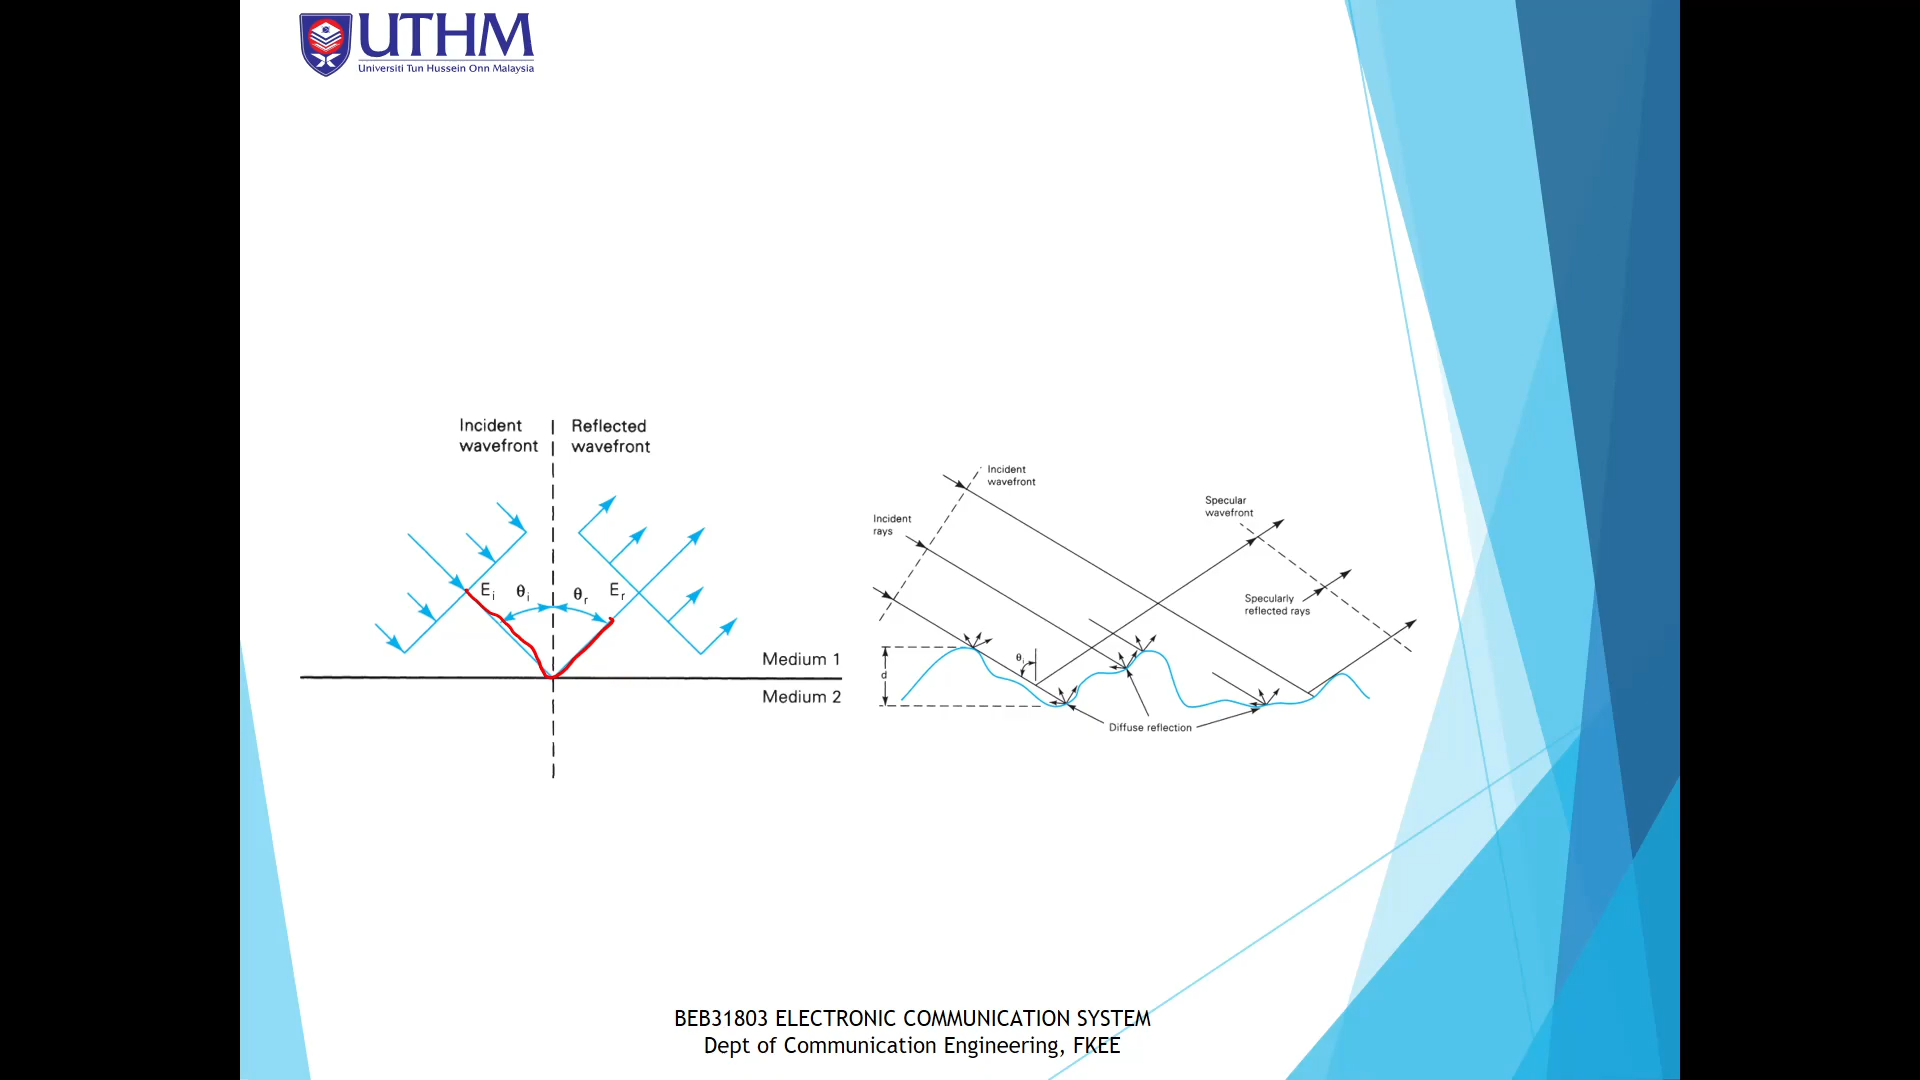 UTHM
Universiti Tun Hussein Onn Malaysia
Incident
wavefront
Reflected
wavefront
Ei
θi
θr
Er
Medium 1
Medium 2
Incident
wavefront
Incident
rays
Specular
wavefront
Specularly
reflected rays
θi
d
Diffuse reflection
BEB31803 ELECTRONIC COMMUNICATION SYSTEM
Dept of Communication Engineering, FKEE